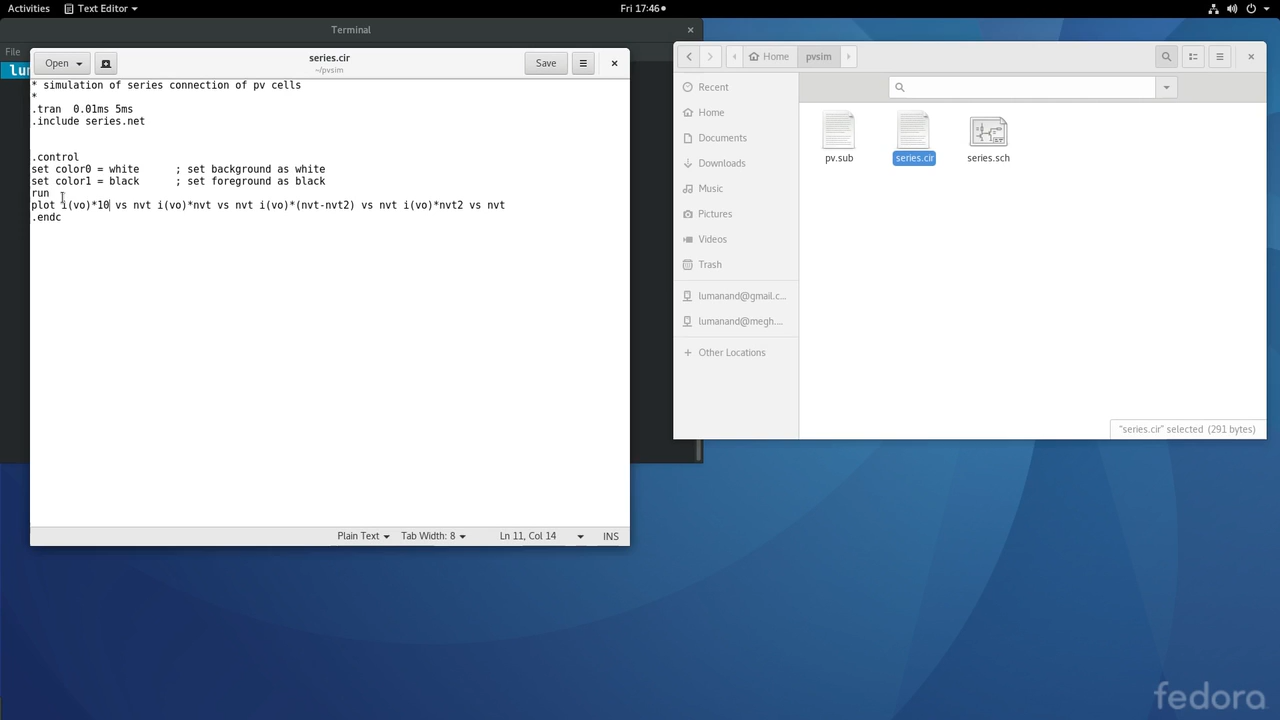 Activities
Text Editor
Fri 17:46
Terminal
File
lum
Open
series.cir
~/pvsim
Save
* simulation of series connection of pv cells
*
.tran  0.01ms 5ms
.include series.net
.control
set color0 = white      ; set background as white
set color1 = black      ; set foreground as black
run
plot i(vo)*10 vs nvt i(vo)*nvt vs nvt i(vo)*(nvt-nvt2) vs nvt i(vo)*nvt2 vs nvt
.endc
Plain Text
Tab Width: 8
Ln 11, Col 14
INS
Home
pvsim
Recent
Home
Documents
Downloads
Music
Pictures
Videos
Trash
lumanand@gmail.c...
lumanand@megh....
Other Locations
pv.sub
series.cir
series.sch
"series.cir" selected (291 bytes)
fedora